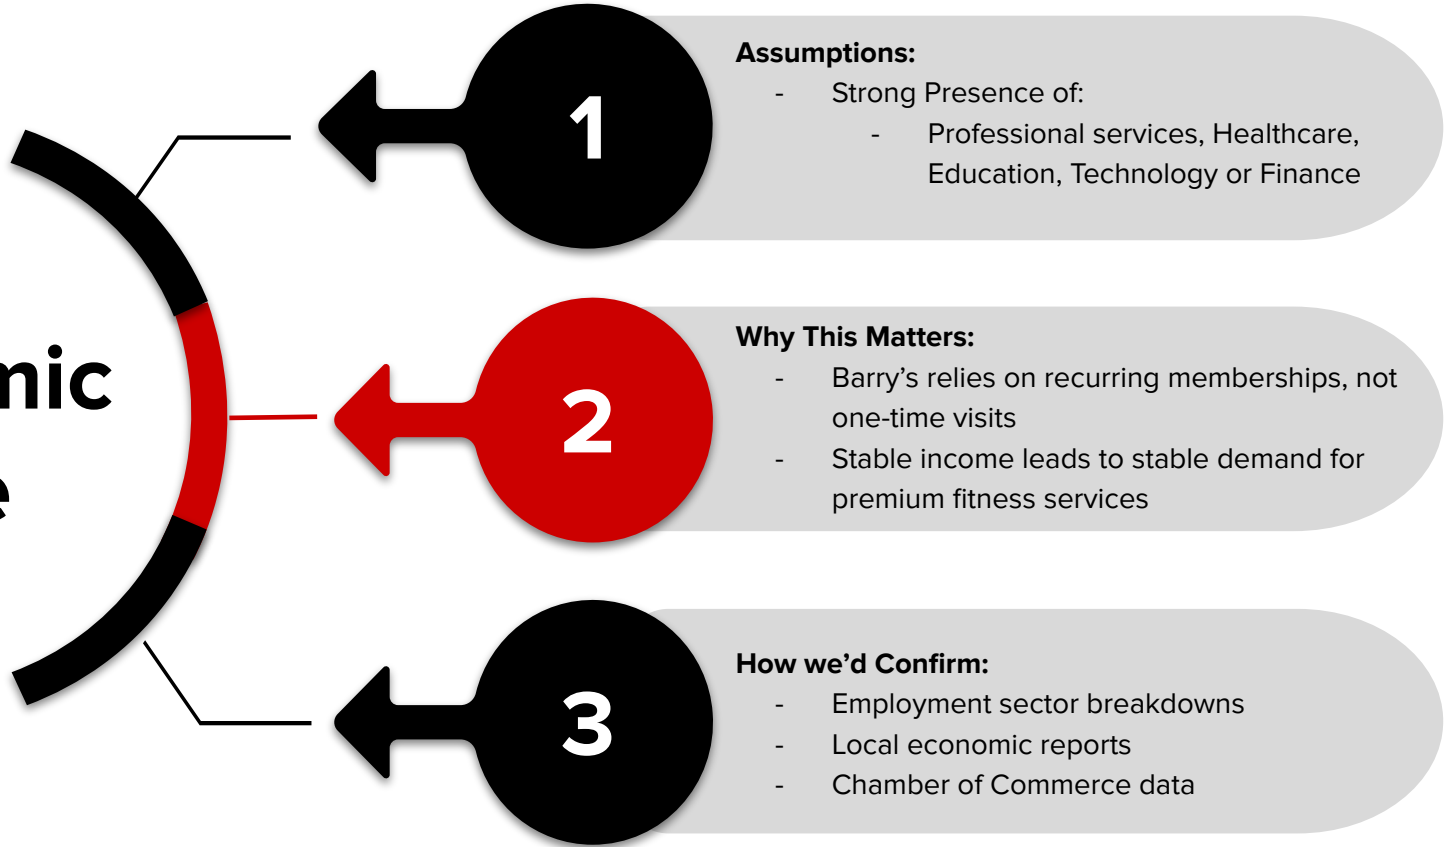 mic
e
1
Assumptions:
- Strong Presence of:
- Professional services, Healthcare,
Education, Technology or Finance
2
Why This Matters:
- Barry’s relies on recurring memberships, not
one-time visits
- Stable income leads to stable demand for
premium fitness services
3
How we’d Confirm:
- Employment sector breakdowns
- Local economic reports
- Chamber of Commerce data